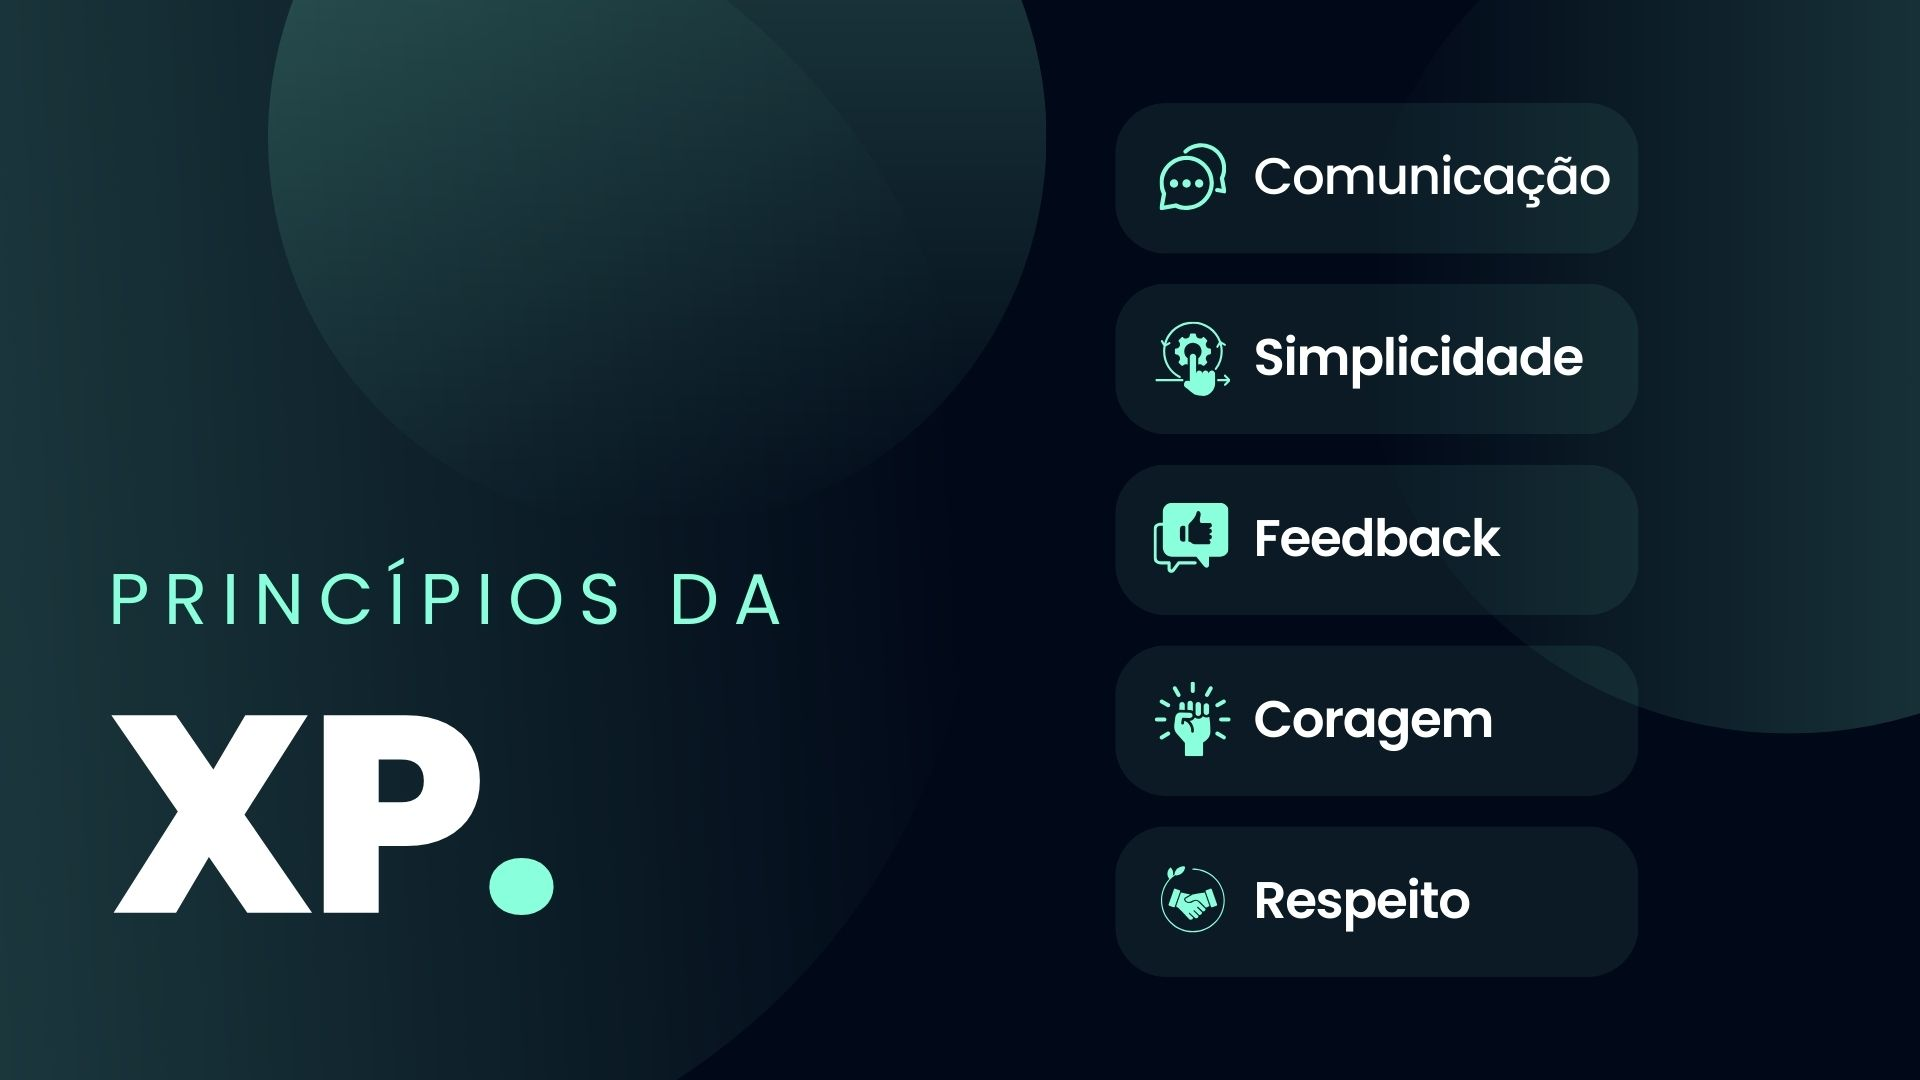 PRINCÍPIOS DA
XP.
Comunicação
Simplicidade
Feedback
Coragem
Respeito